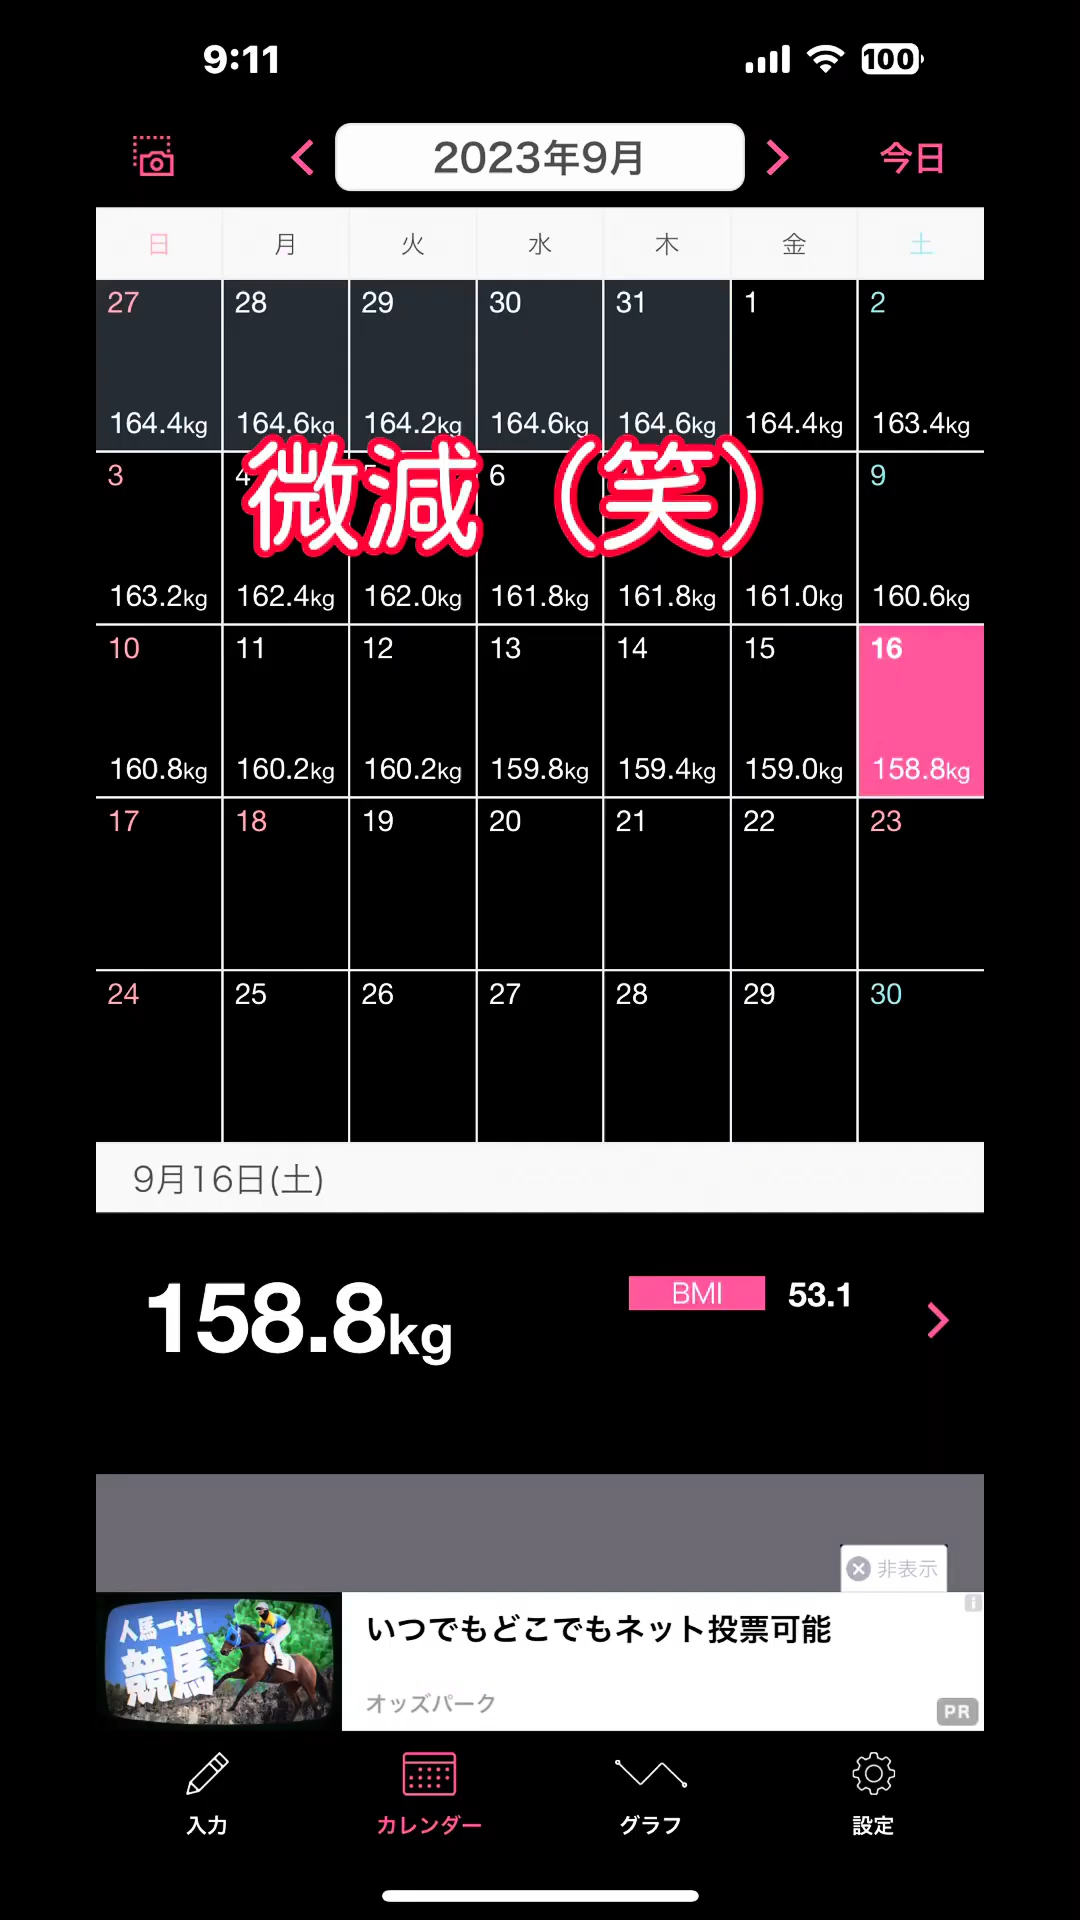 9:11
100
2023年9月
今日
日 月 火 水 木 金 土
27 28 29 30 31 1 2
164.4kg 164.6kg 164.2kg 164.6kg 164.6kg 164.4kg 163.4kg
微減（笑）
3 4 6 9
163.2kg 162.4kg 162.0kg 161.8kg 161.8kg 161.0kg 160.6kg
10 11 12 13 14 15 16
160.8kg 160.2kg 160.2kg 159.8kg 159.4kg 159.0kg 158.8kg
17 18 19 20 21 22 23
24 25 26 27 28 29 30
9月16日(土)
158.8kg
BMI 53.1
非表示
人馬一体!
競馬
いつでもどこでもネット投票可能
オッズパーク
PR
入力 カレンダー グラフ 設定